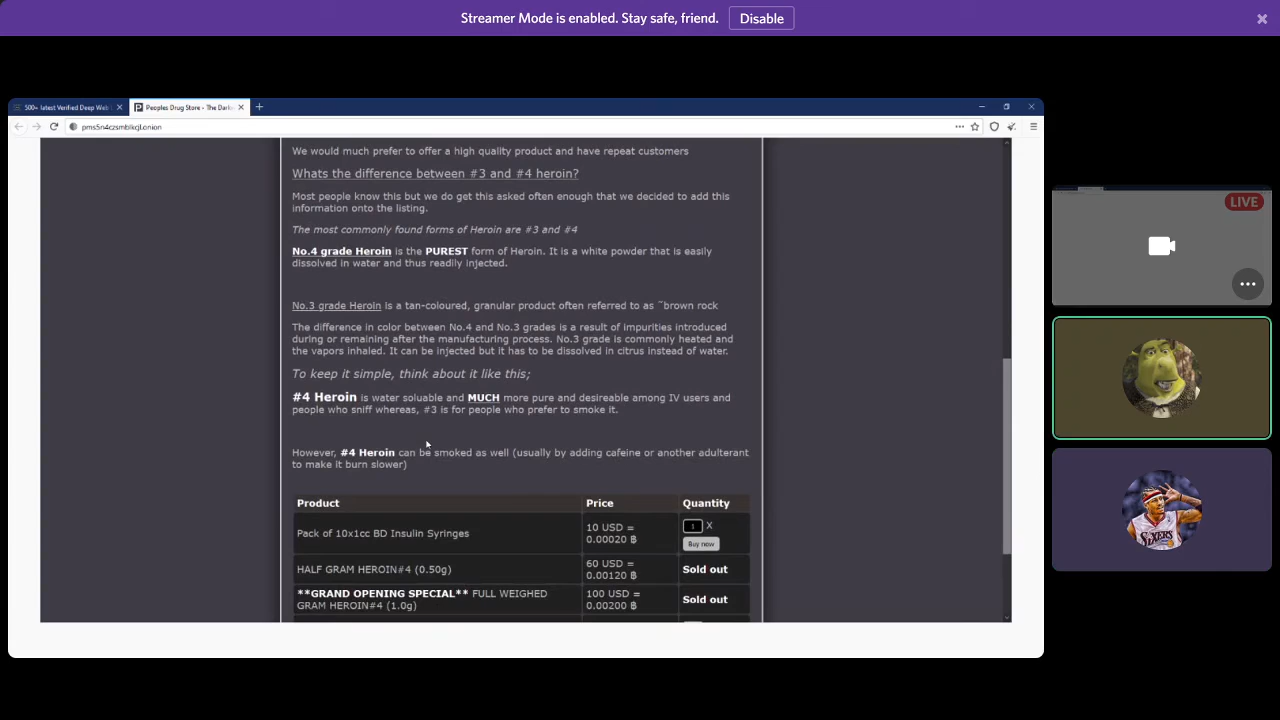 Streamer Mode is enabled. Stay safe, friend.
Disable
500+ latest Verified Deep Web
Peoples Drug Store - The Darke
pms5n4czsmblkcjl.onion
We would much prefer to offer a high quality product and have repeat customers
Whats the difference between #3 and #4 heroin?
Most people know this but we do get this asked often enough that we decided to add this
information onto the listing.
The most commonly found forms of Heroin are #3 and #4
No.4 grade Heroin is the PUREST form of Heroin. It is a white powder that is easily
dissolved in water and thus readily injected.
No.3 grade Heroin is a tan-coloured, granular product often referred to as ˜brown rock
The difference in color between No.4 and No.3 grades is a result of impurities introduced
during or remaining after the manufacturing process. No.3 grade is commonly heated and
the vapors inhaled. It can be injected but it has to be dissolved in citrus instead of water.
To keep it simple, think about it like this;
#4 Heroin is water soluable and MUCH more pure and desireable among IV users and
people who sniff whereas, #3 is for people who prefer to smoke it.
However, #4 Heroin can be smoked as well (usually by adding cafeine or another adulterant
to make it burn slower)
Product Price Quantity
Pack of 10x1cc BD Insulin Syringes 10 USD = 0.00020 ฿ 1 X Buy now
HALF GRAM HEROIN#4 (0.50g) 60 USD = 0.00120 ฿ Sold out
**GRAND OPENING SPECIAL** FULL WEIGHED GRAM HEROIN#4 (1.0g) 100 USD = 0.00200 ฿ Sold out
LIVE
SIXERS